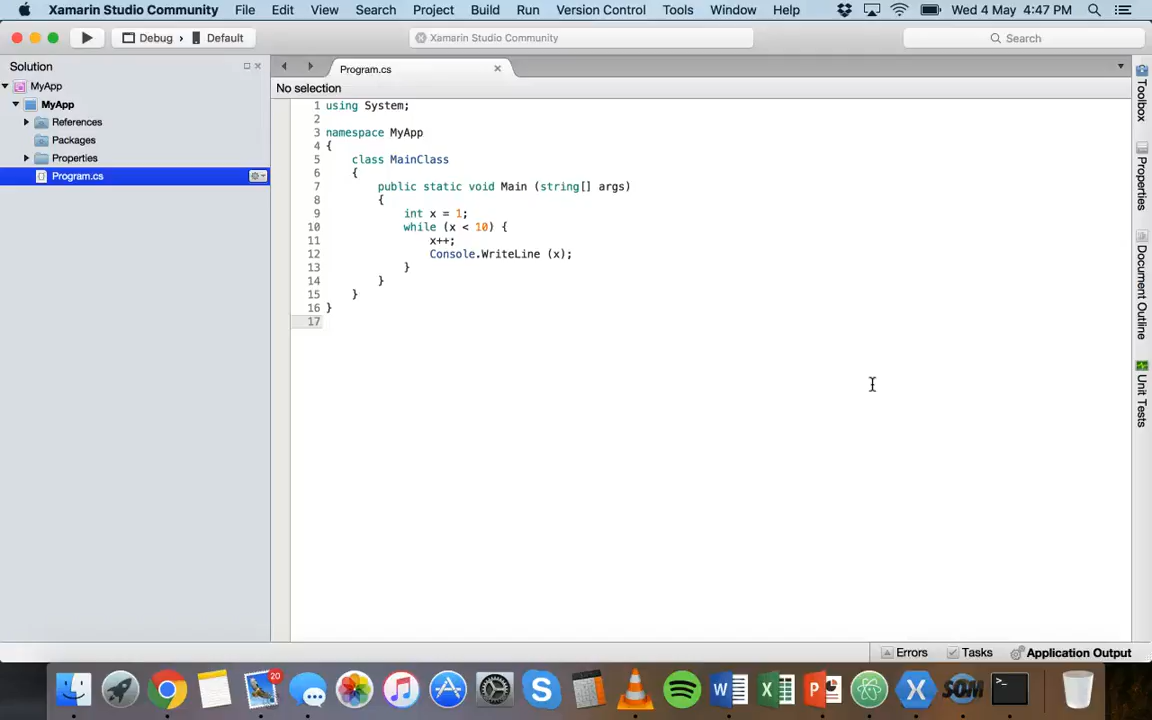 Xamarin Studio Community File Edit View Search Project Build Run Version Control Tools Window Help Wed 4 May 4:47 PM
Debug › Default Xamarin Studio Community Search
Solution
MyApp
MyApp
References
Packages
Properties
Program.cs
Program.cs
No selection
1 using System;
2
3 namespace MyApp
4 {
5 class MainClass
6 {
7 public static void Main (string[] args)
8 {
9 int x = 1;
10 while (x < 10) {
11 x++;
12 Console.WriteLine (x);
13 }
14 }
15 }
16 }
17
Toolbox
Properties
Document Outline
Unit Tests
Errors Tasks Application Output
20
SQM